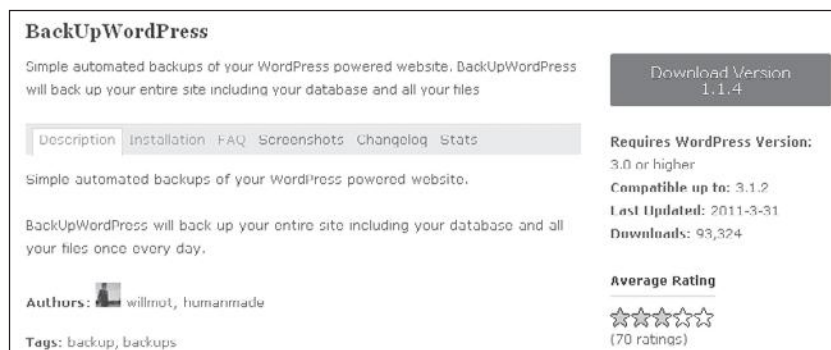 BackUpWordPress
Simple automated backups of your WordPress powered website. BackUpWordPress
will back up your entire site including your database and all your files
Description Installation FAQ Screenshots Changelog Stats
Simple automated backups of your WordPress powered website.
BackUpWordPress will back up your entire site including your database and all
your files once every day.
Authors: willmot, humanmade
Tags: backup, backups
Download Version
1.1.4
Requires WordPress Version:
3.0 or higher
Compatible up to: 3.1.2
Last Updated: 2011-3-31
Downloads: 93,324
Average Rating
(70 ratings)